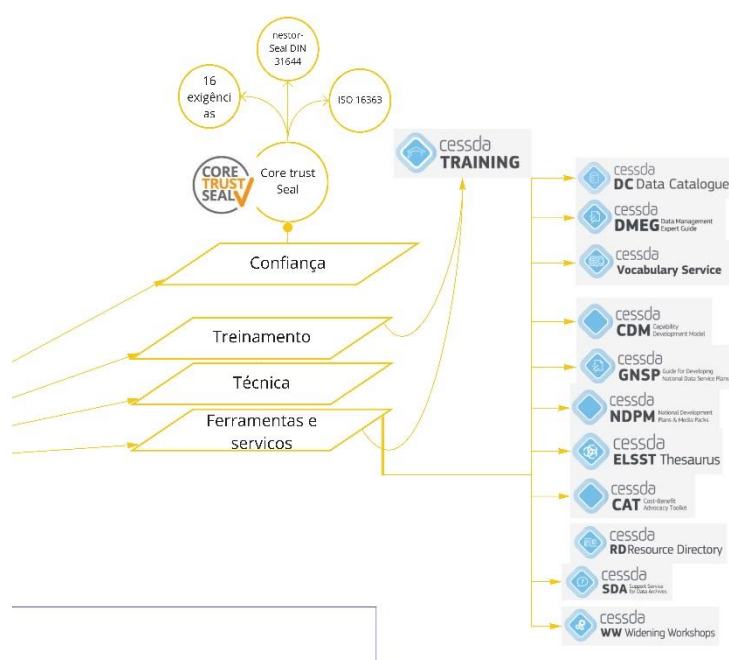 nestor-
Seal DIN
31644
16
exigênci
as
ISO 16363
CORE
TRUST
SEAL
Core trust
Seal
Confiança
Treinamento
Técnica
Ferramentas e
servicos
cessda
TRAINING
cessda
DC Data Catalogue
cessda
DMEG Data Management
Expert Guide
cessda
Vocabulary Service
cessda
CDM Capability
Development Model
cessda
GNSP Guide for Developing
National Data Service Plans
cessda
NDPM National Development
Plans & Media Packs
cessda
ELSST Thesaurus
cessda
CAT Cost-Benefit
Advocacy Toolkit
cessda
RD Resource Directory
cessda
SDA Support Service
for Data Archives
cessda
WW Widening Workshops